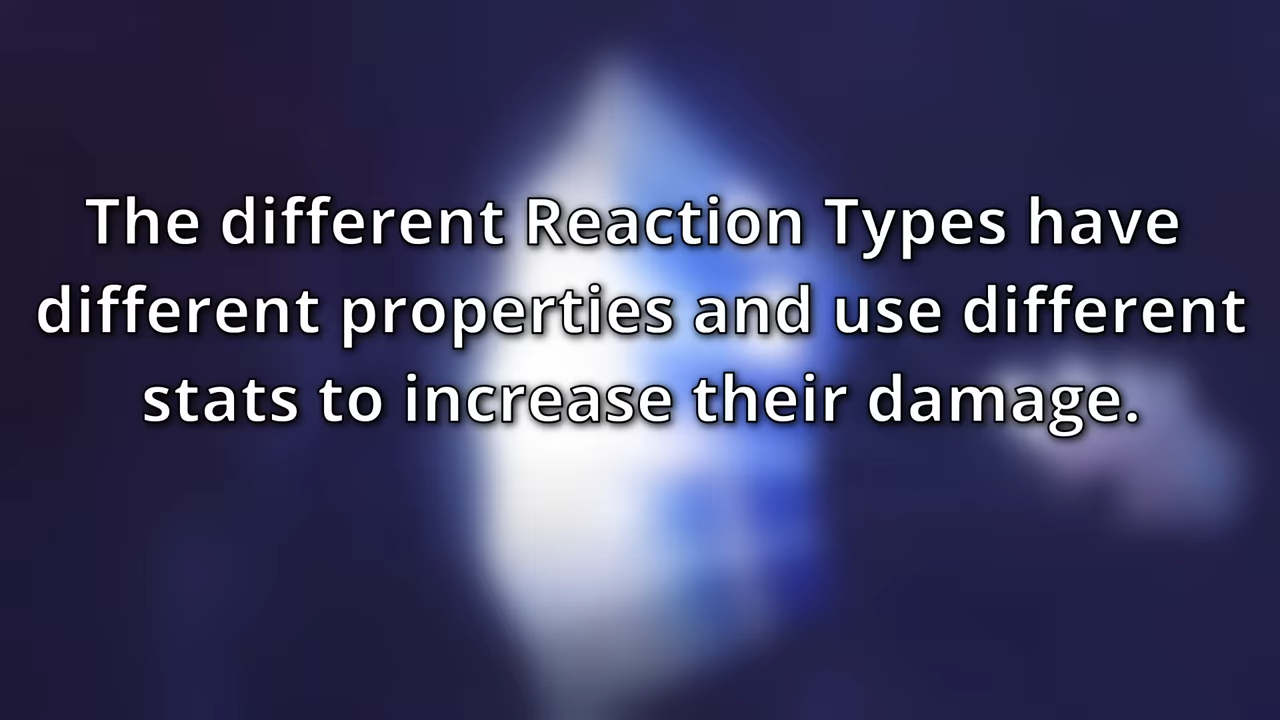 The different Reaction Types have
different properties and use different
stats to increase their damage.